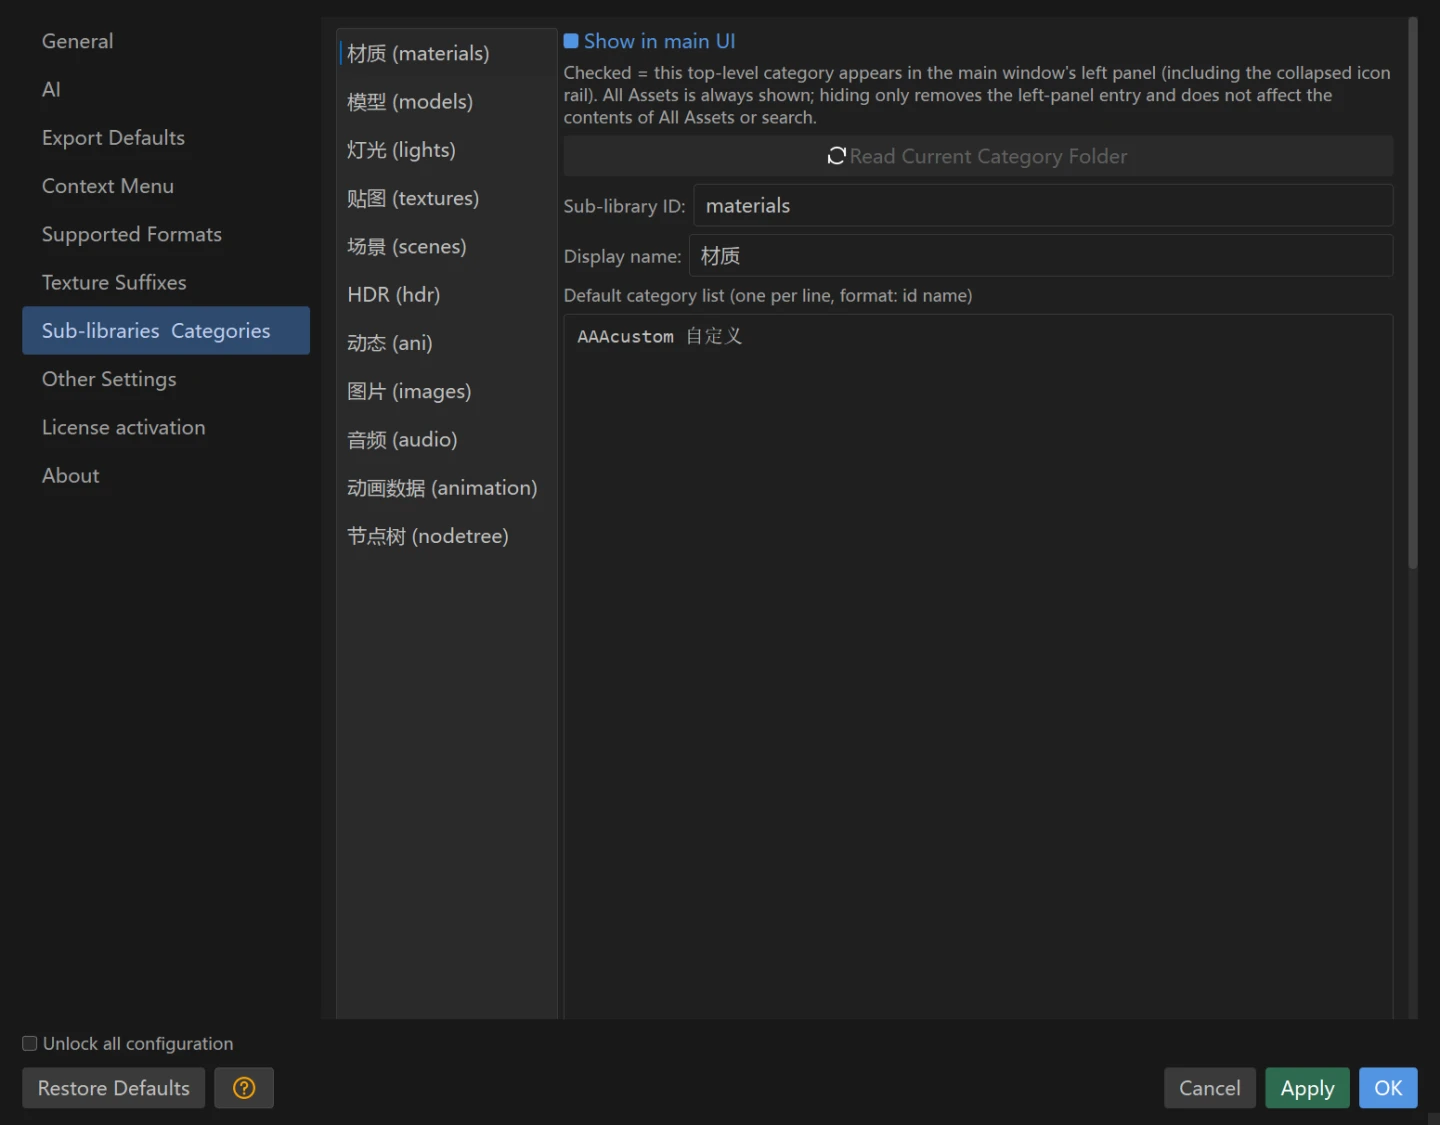 General
AI
Export Defaults
Context Menu
Supported Formats
Texture Suffixes
Sub-libraries Categories
Other Settings
License activation
About
材质 (materials)
模型 (models)
灯光 (lights)
贴图 (textures)
场景 (scenes)
HDR (hdr)
动态 (ani)
图片 (images)
音频 (audio)
动画数据 (animation)
节点树 (nodetree)
Show in main UI
Checked = this top-level category appears in the main window's left panel (including the collapsed icon
rail). All Assets is always shown; hiding only removes the left-panel entry and does not affect the
contents of All Assets or search.
Read Current Category Folder
Sub-library ID: materials
Display name: 材质
Default category list (one per line, format: id name)
AAAcustom 自定义
Unlock all configuration
Restore Defaults
Cancel Apply OK